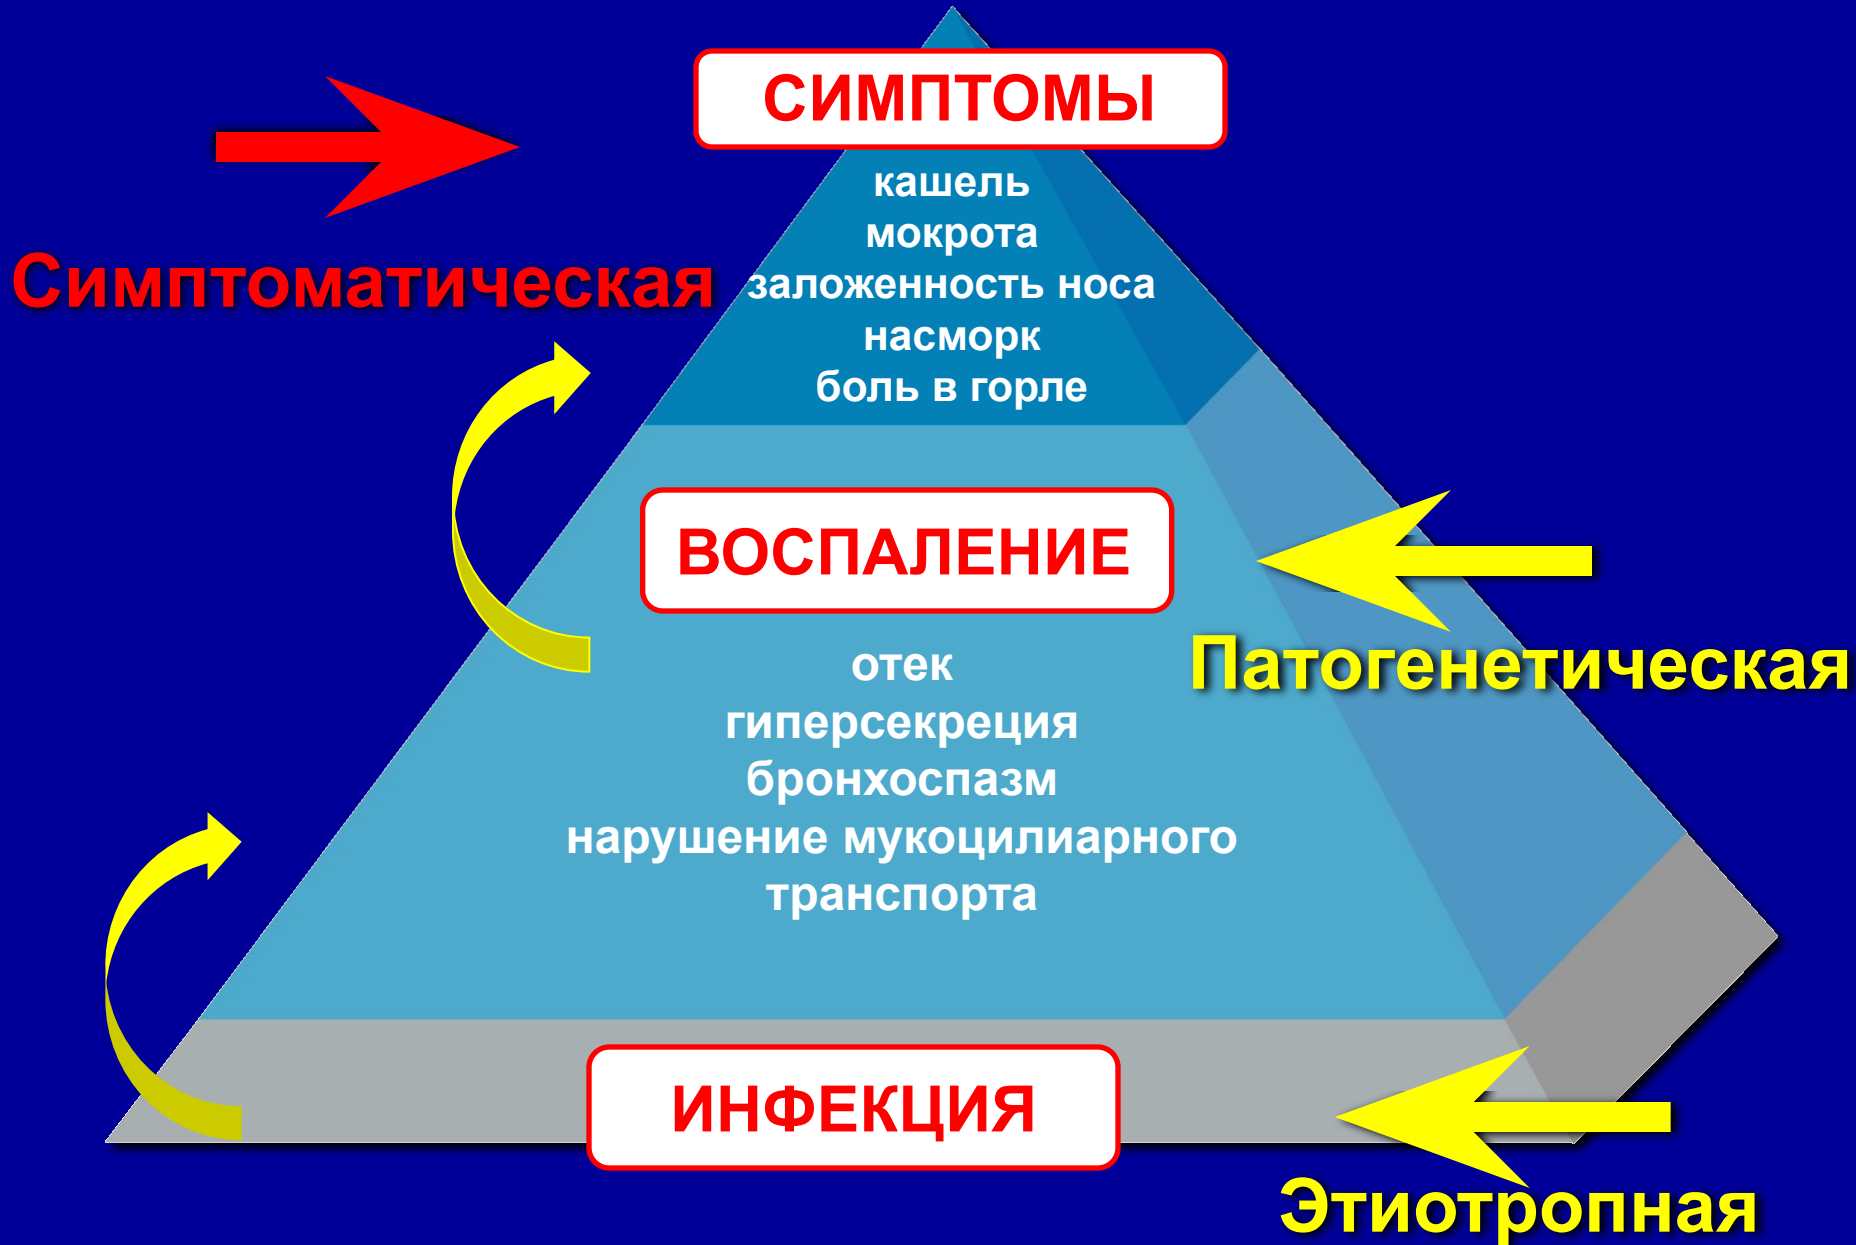 СИМПТОМЫ
кашель
мокрота
Симптоматическая
заложенность носа
насморк
боль в горле
ВОСПАЛЕНИЕ
Патогенетическая
отек
гиперсекреция
бронхоспазм
нарушение мукоцилиарного
транспорта
ИНФЕКЦИЯ
Этиотропная